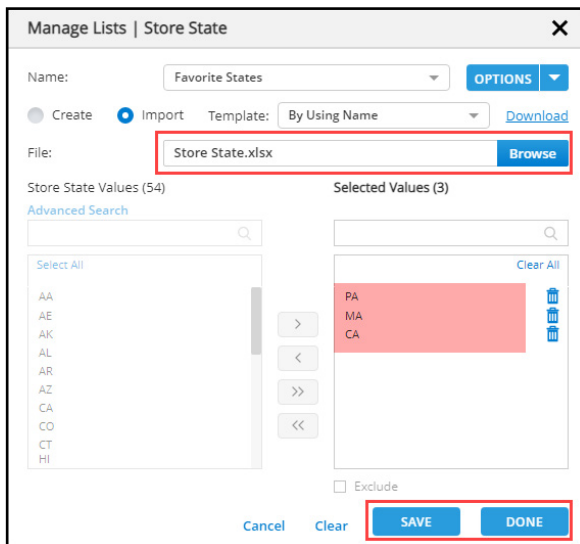 Manage Lists | Store State
Name: Favorite States OPTIONS
Create Import Template: By Using Name Download
File: Store State.xlsx Browse
Store State Values (54) Selected Values (3)
Advanced Search
Select All Clear All
AA
AE
AK
AL
AR
AZ
CA
CO
CT
HI
>
<
>>
<<
PA
MA
CA
Exclude
Cancel Clear SAVE DONE